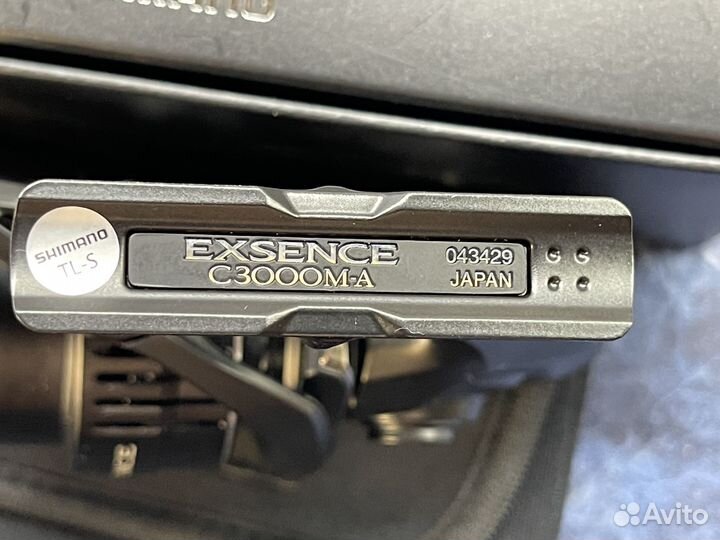 SHIMANO
TL-S
EXSENCE
C3000M-A
043429
JAPAN
Avito